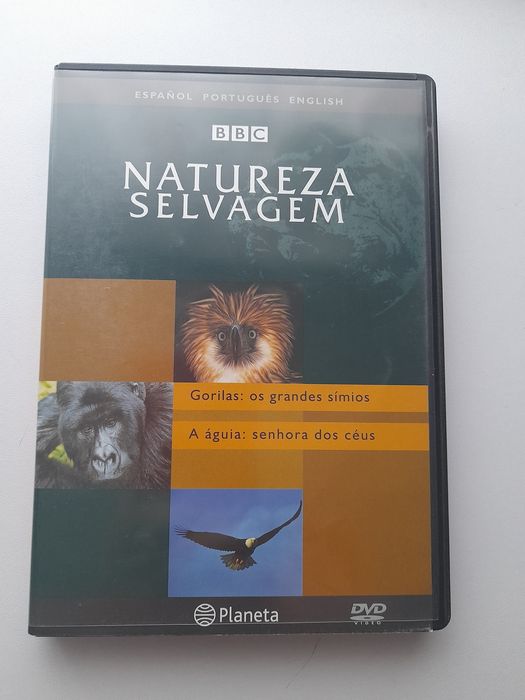 ESPAÑOL PORTUGUÊS ENGLISH
BBC
NATUREZA
SELVAGEM
Gorilas: os grandes símios
A águia: senhora dos céus
Planeta
DVD
VIDEO